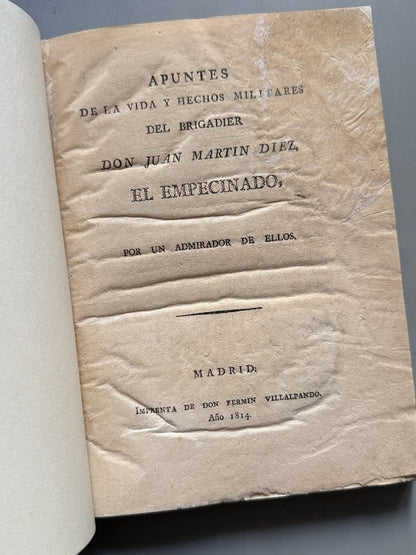 APUNTES
DE LA VIDA Y HECHOS MILITARES
DEL BRIGADIER
DON JUAN MARTIN DIEZ,
EL EMPECINADO,
POR UN ADMIRADOR DE ELLOS.
MADRID:
IMPRENTA DE DON FERMIN VILLALPANDO.
Año 1814.